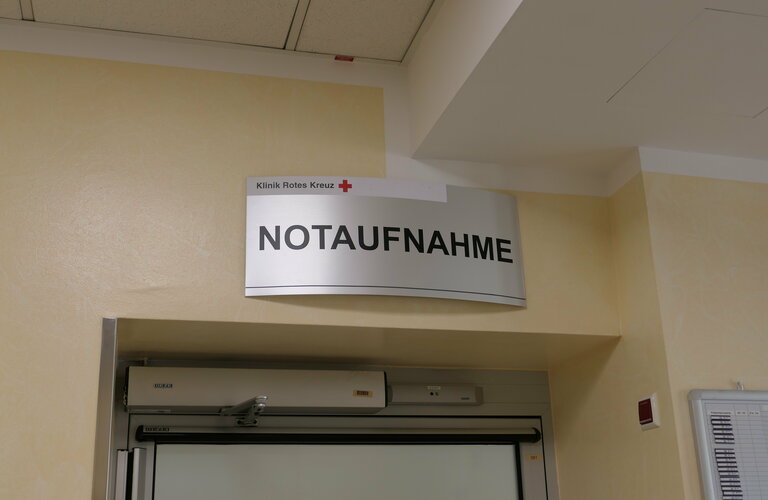 Klinik Rotes Kreuz
NOTAUFNAHME